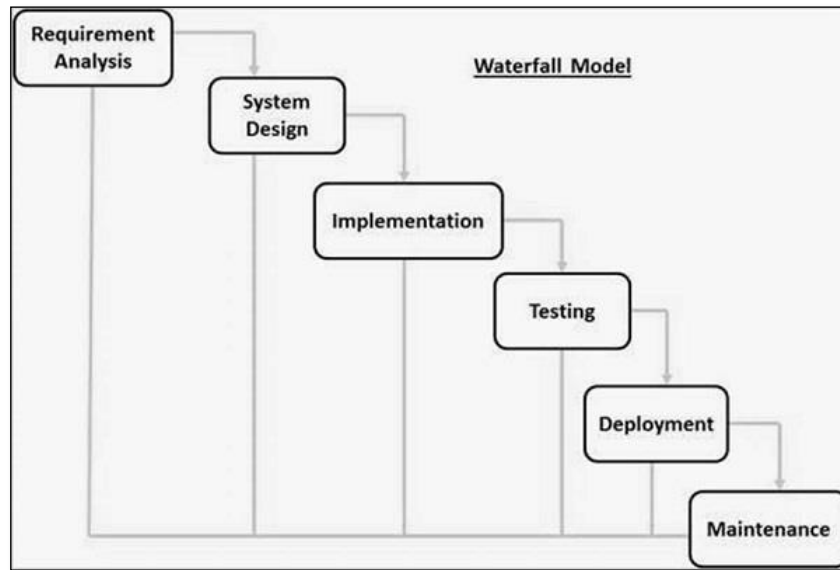 Requirement
Analysis
Waterfall Model
System
Design
Implementation
Testing
Deployment
Maintenance